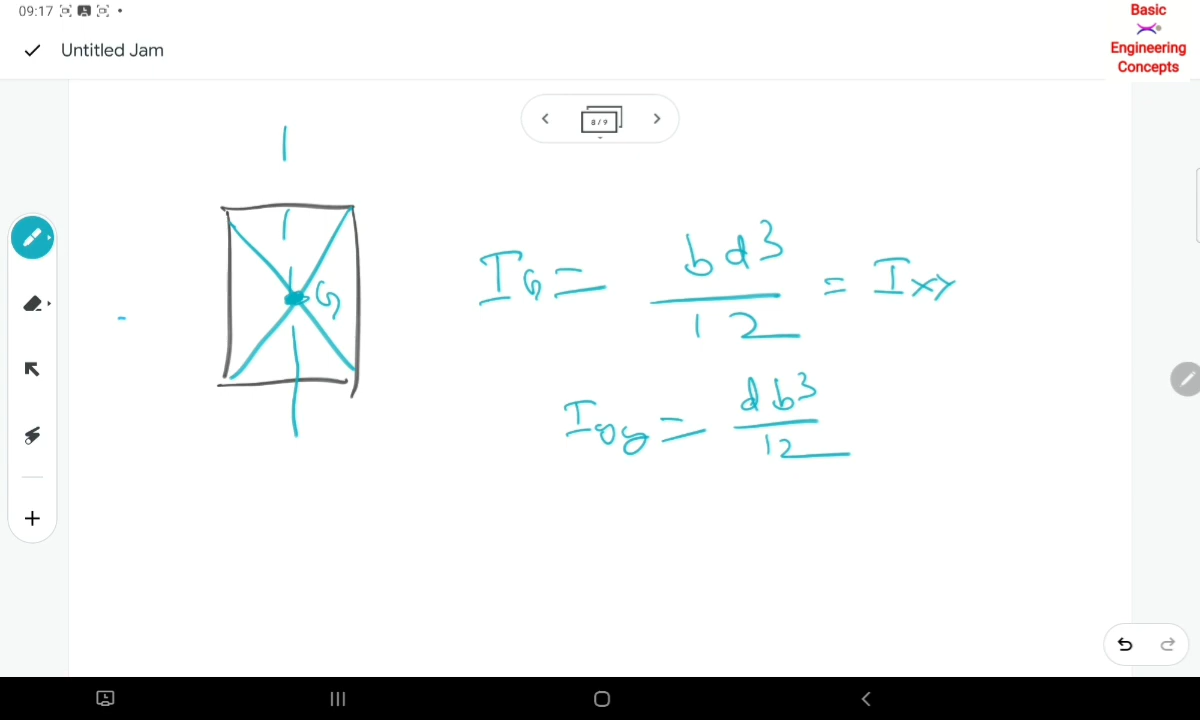 09:17
Basic
Engineering
Concepts
Untitled Jam
8 / 9
G
IG = bd³/12 = Ixy
Iyy = db³/12